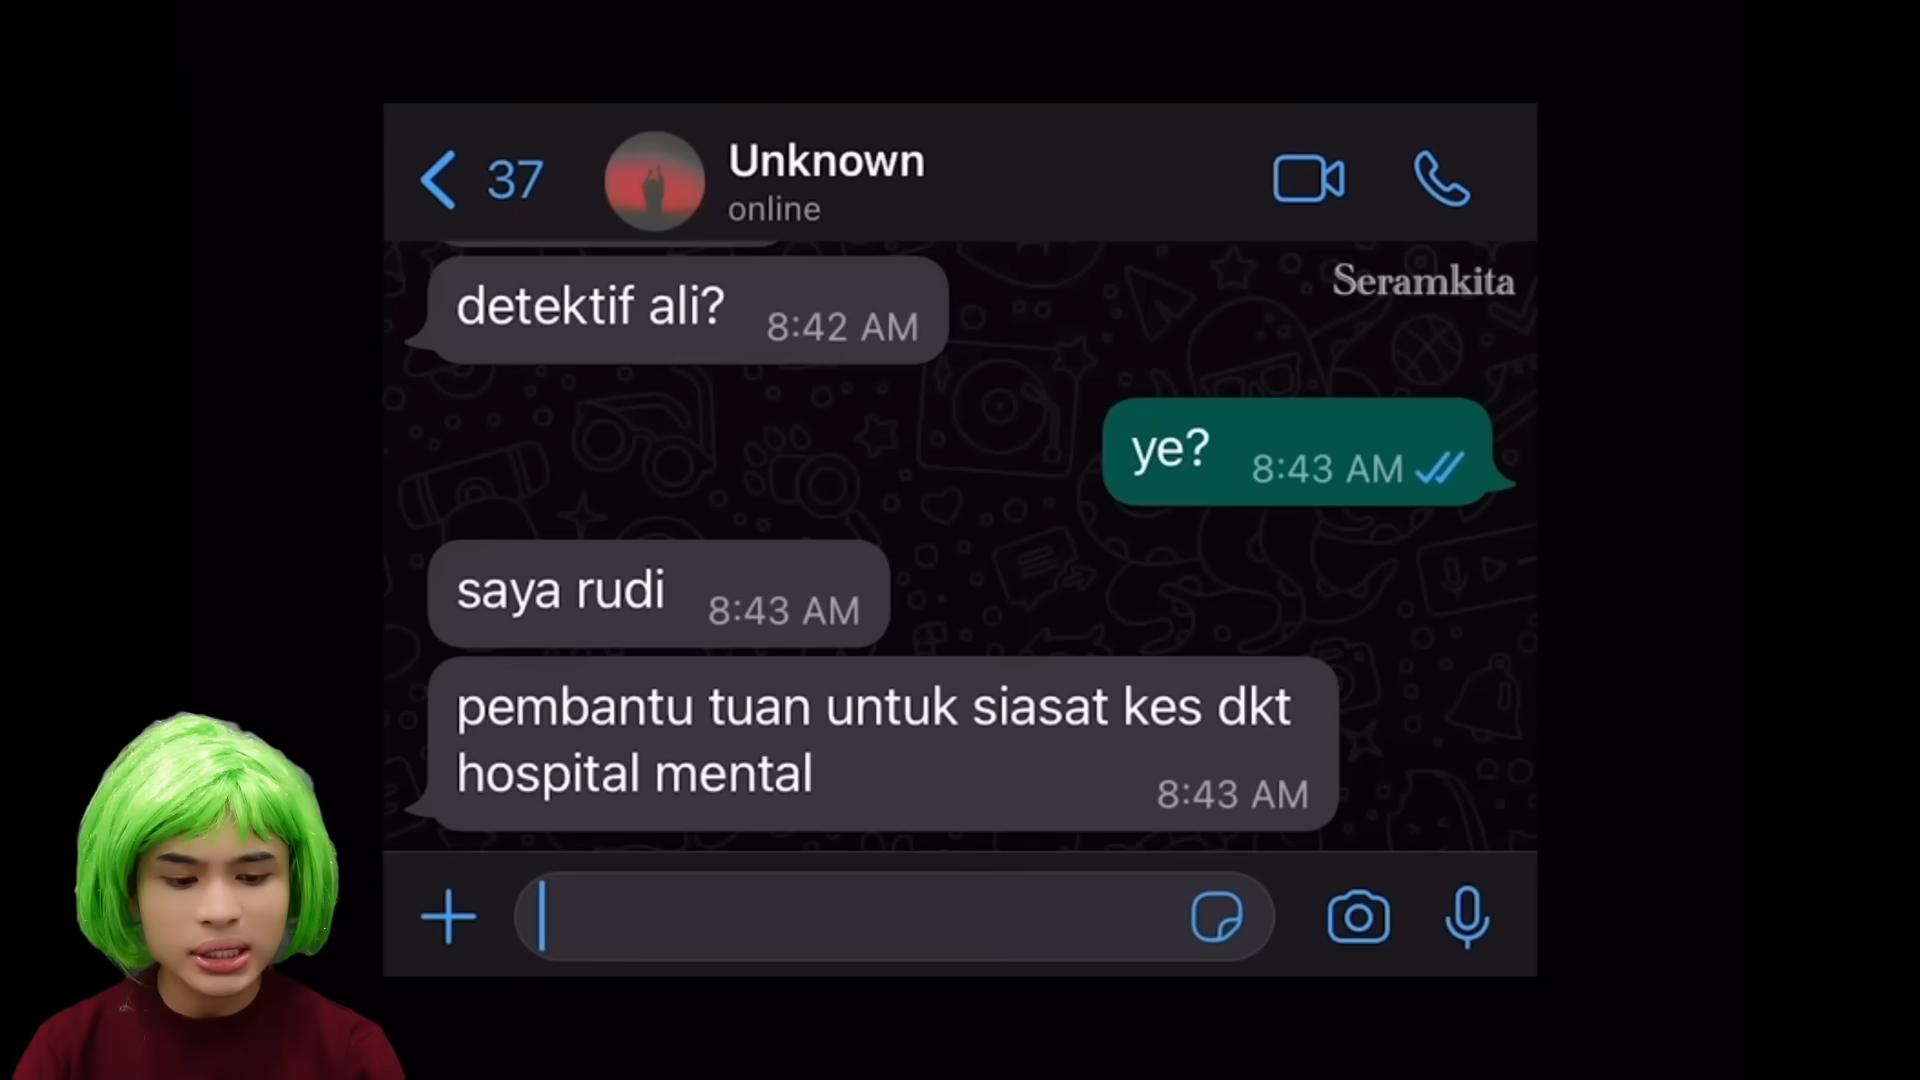 37
Unknown
online
Seramkita
detektif ali?
8:42 AM
ye?
8:43 AM
saya rudi
8:43 AM
pembantu tuan untuk siasat kes dkt
hospital mental
8:43 AM